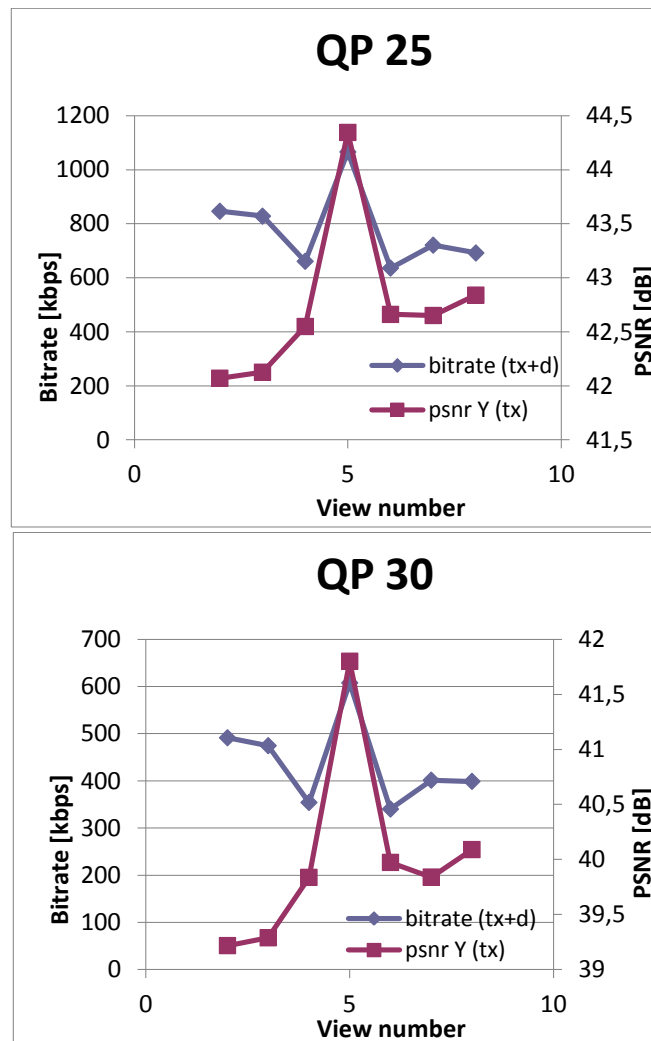 QP 25
1200
1000
800
600
400
200
0
44,5
44
43,5
43
42,5
42
41,5
0
5
10
Bitrate [kbps]
PSNR [dB]
View number
bitrate (tx+d)
psnr Y (tx)
QP 30
700
600
500
400
300
200
100
0
42
41,5
41
40,5
40
39,5
39
0
5
10
Bitrate [kbps]
PSNR [dB]
View number
bitrate (tx+d)
psnr Y (tx)